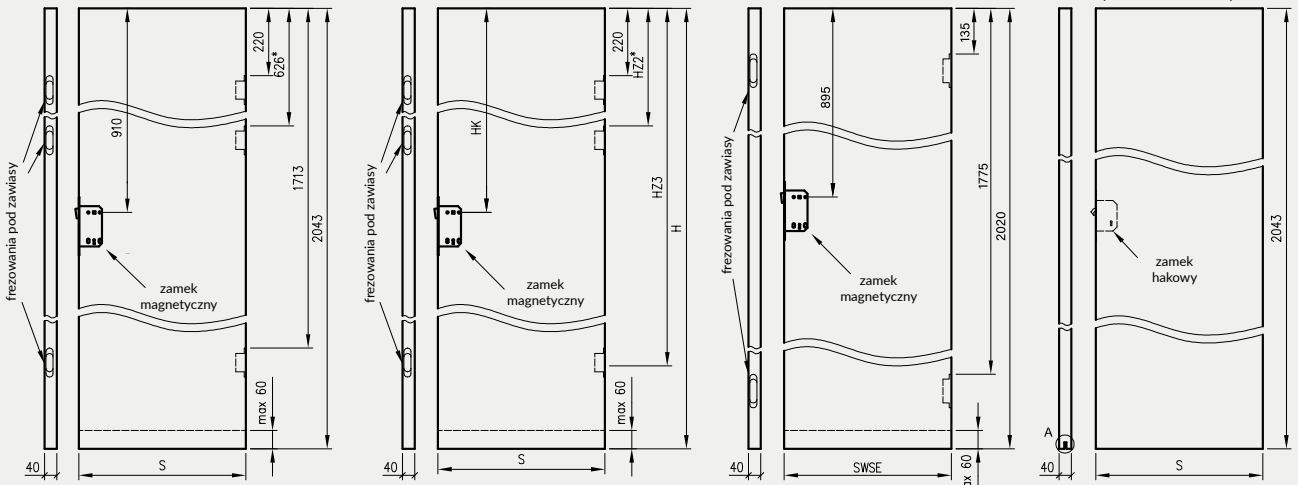 frezowania pod zawiasy
910
220
626*
1713
2043
zamek
magnetyczny
max 60
40
S
frezowania pod zawiasy
HK
220
HZ2*
HZ3
H
zamek
magnetyczny
max 60
40
S
frezowania pod zawiasy
895
135
1775
2020
zamek
magnetyczny
40
SWSE
ax 60
zamek
hakowy
2043
A
40
S